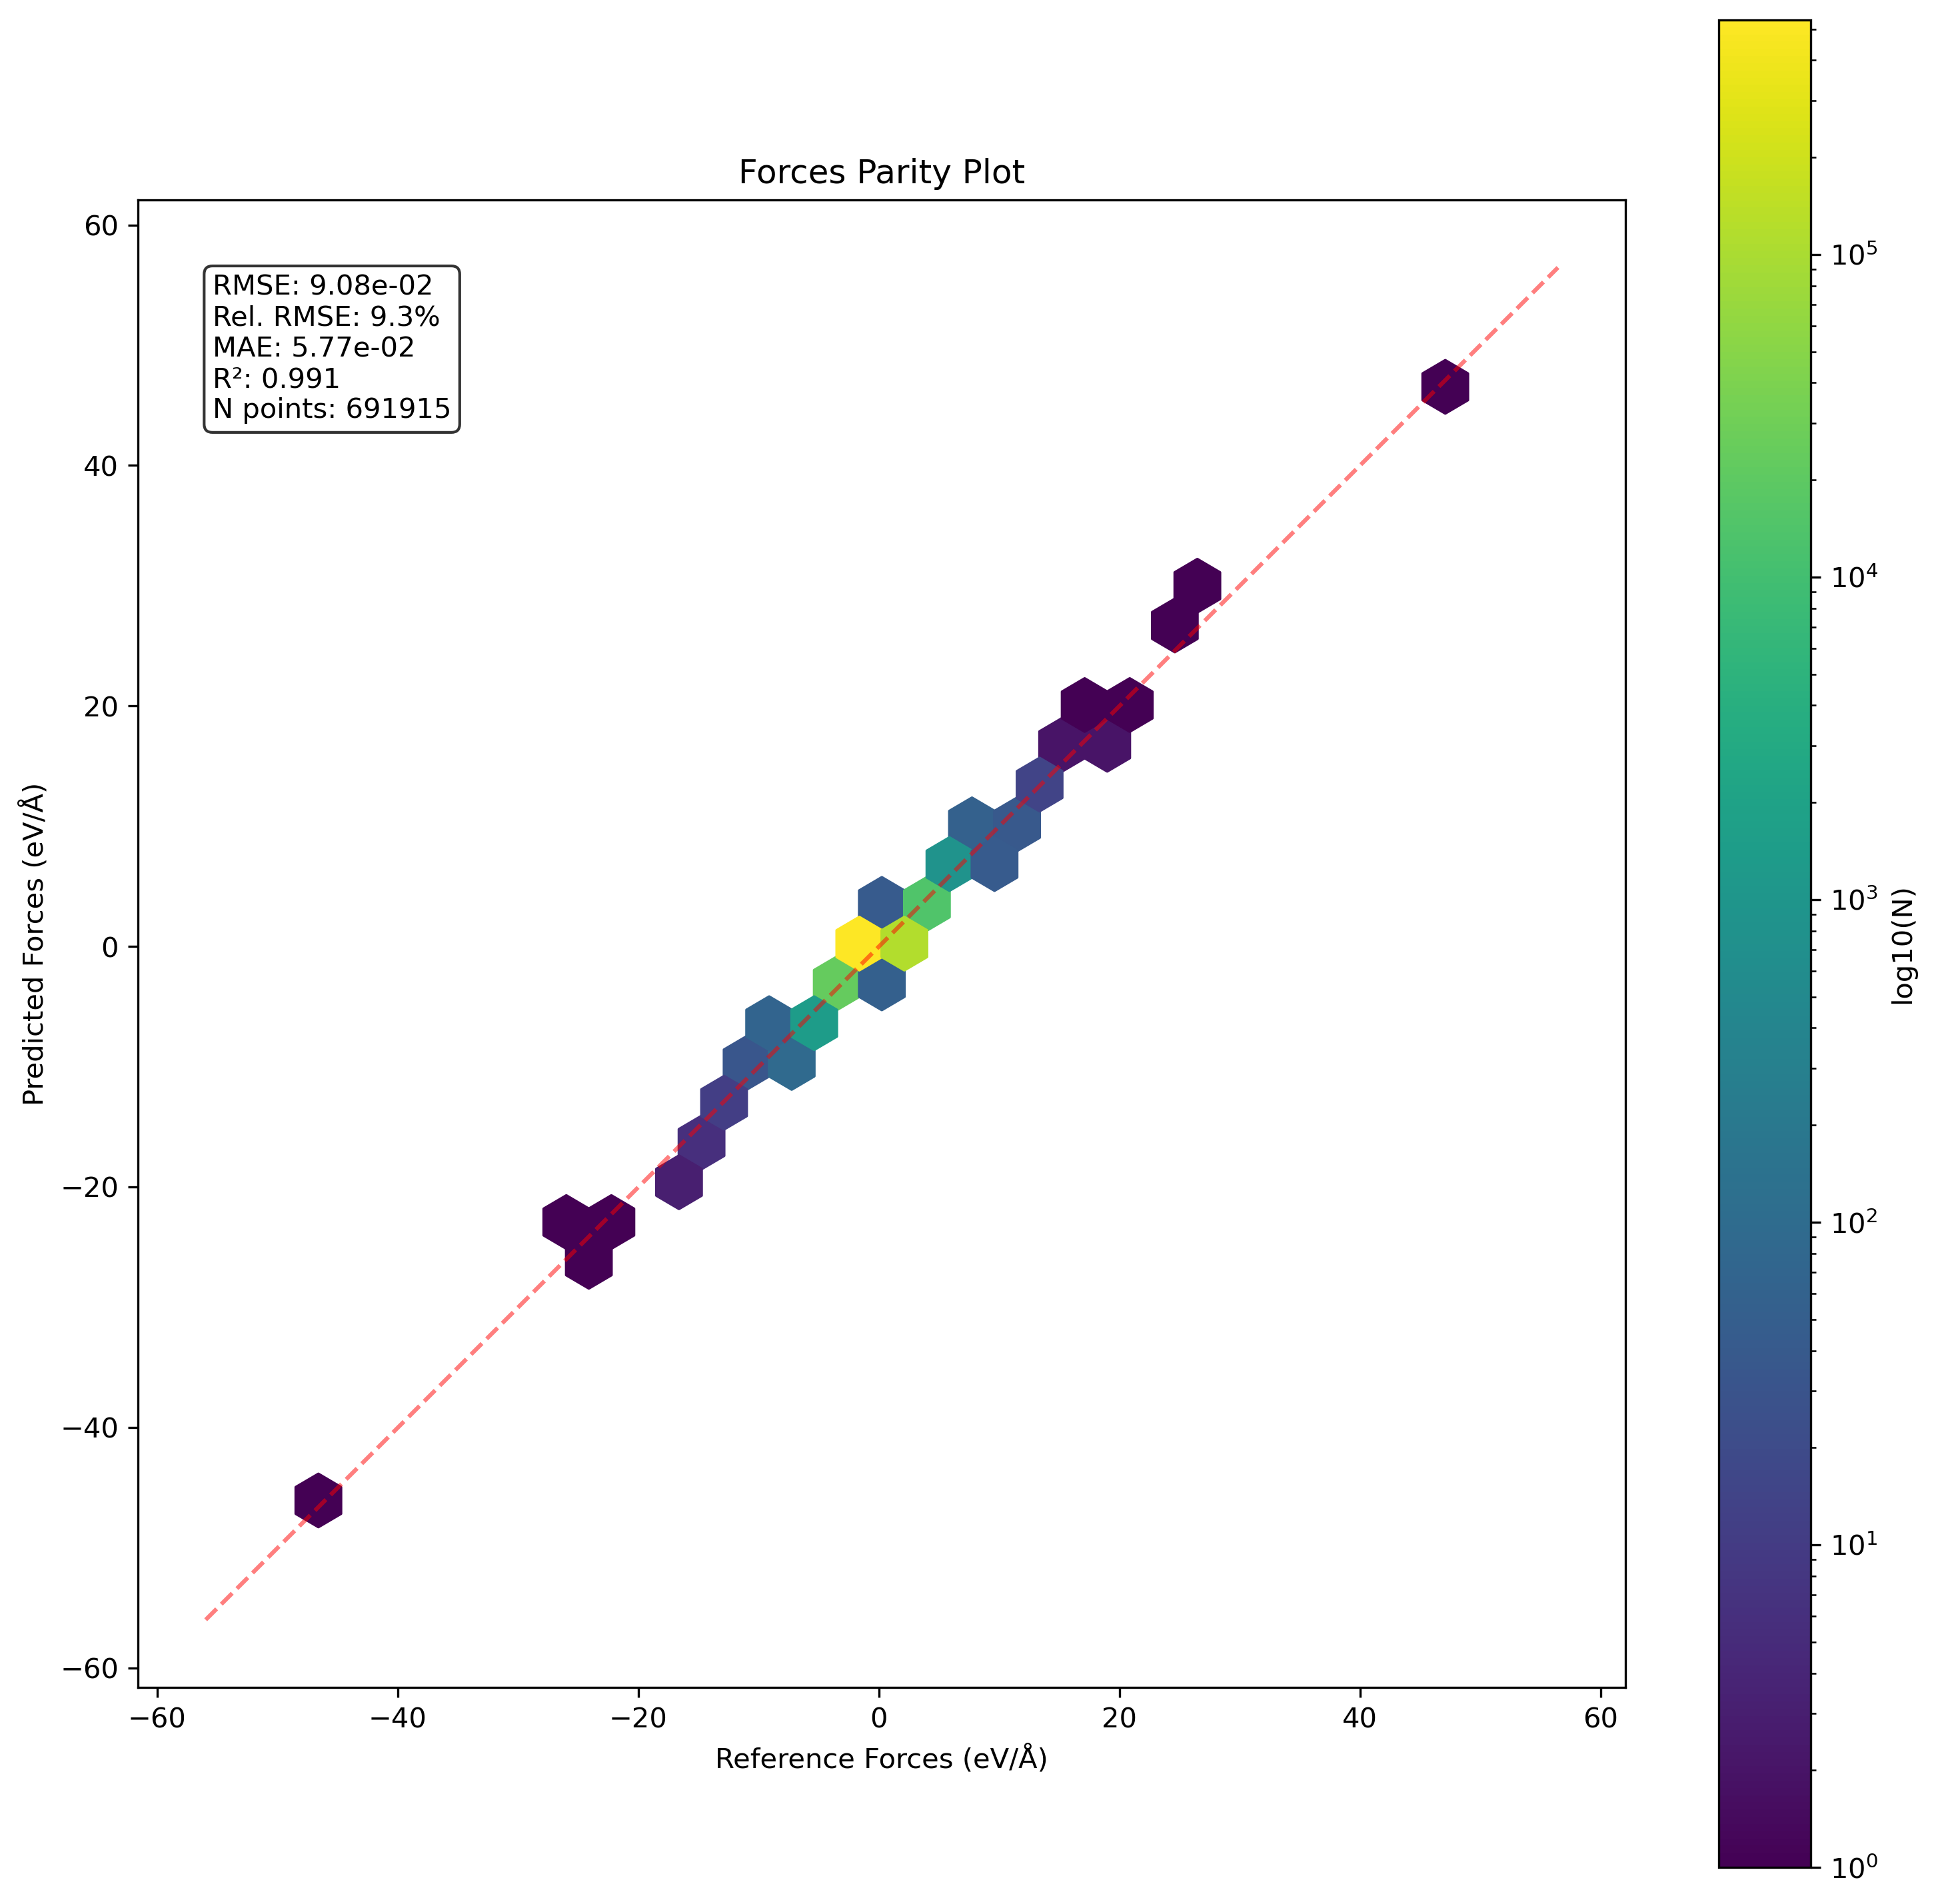 Forces Parity Plot
RMSE: 9.08e-02
Rel. RMSE: 9.3%
MAE: 5.77e-02
R²: 0.991
N points: 691915
60
40
20
0
−20
−40
−60
Predicted Forces (eV/Å)
−60 −40 −20 0 20 40 60
Reference Forces (eV/Å)
10⁵
10⁴
10³
10²
10¹
10⁰
log10(N)